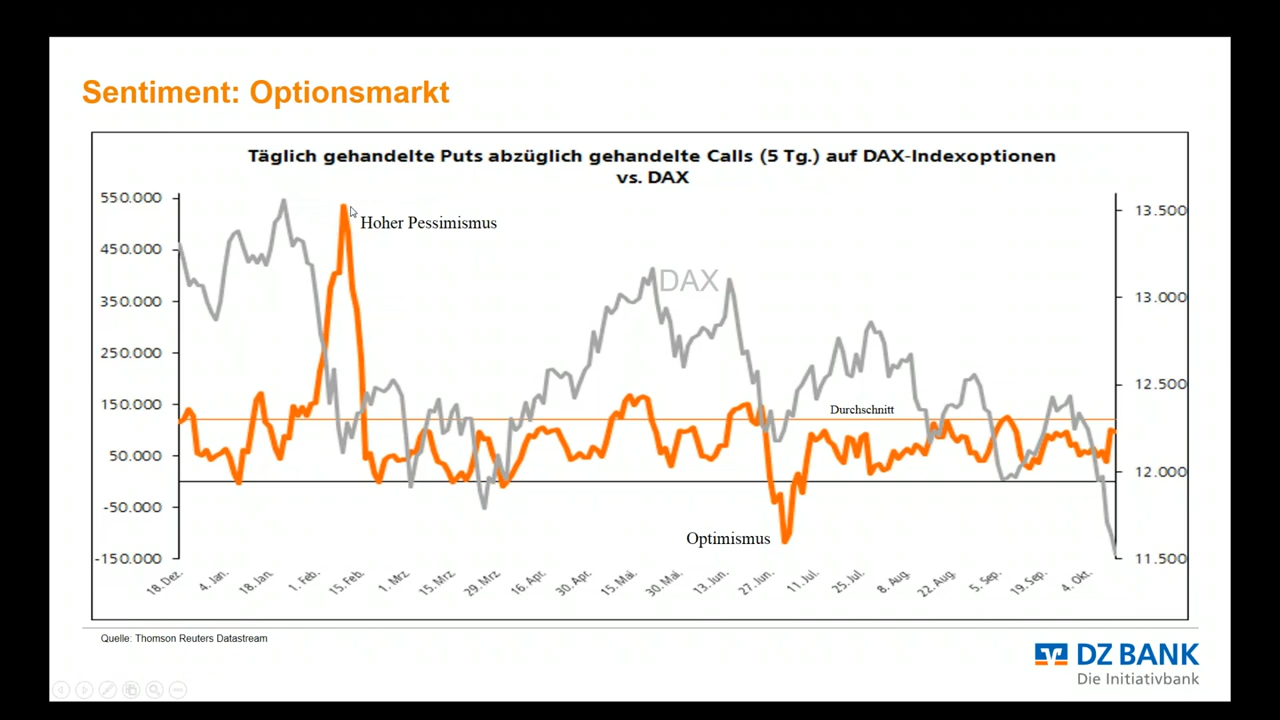 Sentiment: Optionsmarkt
Täglich gehandelte Puts abzüglich gehandelte Calls (5 Tg.) auf DAX-Indexoptionen
vs. DAX
550.000
450.000
350.000
250.000
150.000
50.000
-50.000
-150.000
13.500
13.000
12.500
12.000
11.500
Hoher Pessimismus
DAX
Durchschnitt
Optimismus
18. Dez.
4. Jan.
18. Jan.
1. Feb.
15. Feb.
1. Mrz.
15. Mrz.
29. Mrz.
16. Apr.
30. Apr.
15. Mai.
30. Mai.
13. Jun.
27. Jun.
11. Jul.
25. Jul.
8. Aug.
22. Aug.
5. Sep.
19. Sep.
4. Okt.
Quelle: Thomson Reuters Datastream
DZ BANK
Die Initiativbank